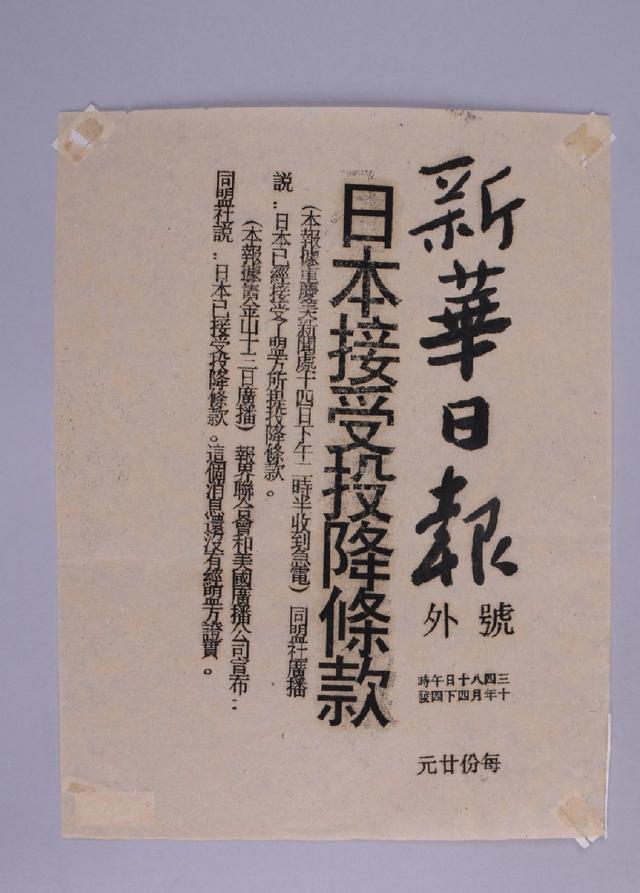 新華日報
號外
三十四年八月十四日下午四時發
每份廿元
日本接受投降條款
(本報據重慶美新聞處十四日下午二時半收到急電)同盟社廣播
説:日本已經接受了盟方所提投降條款。
(本報據舊金山十三日廣播)報界聯合會和美國廣播公司宣布:
同盟社説:日本已接受投降條款。這個消息還沒有經盟方證實。